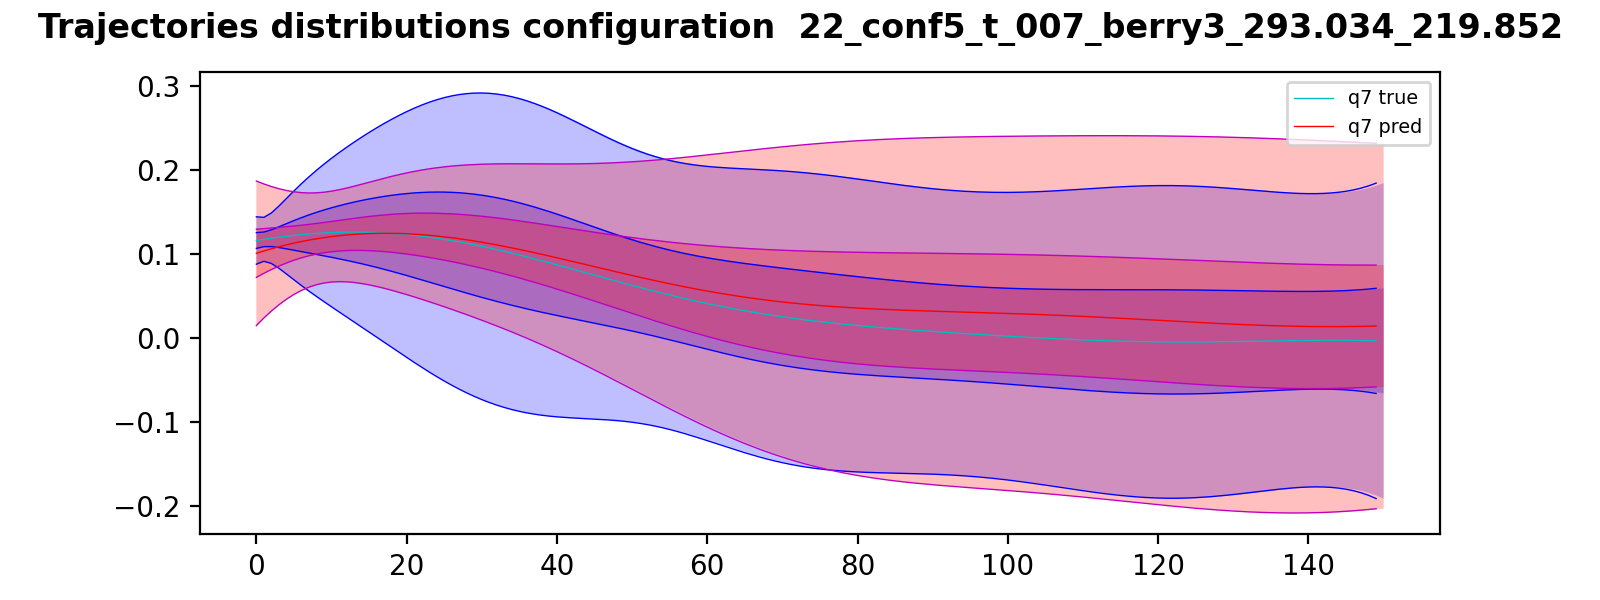 Trajectories distributions configuration  22_conf5_t_007_berry3_293.034_219.852
q7 true
q7 pred
0.3
0.2
0.1
0.0
−0.1
−0.2
0 20 40 60 80 100 120 140